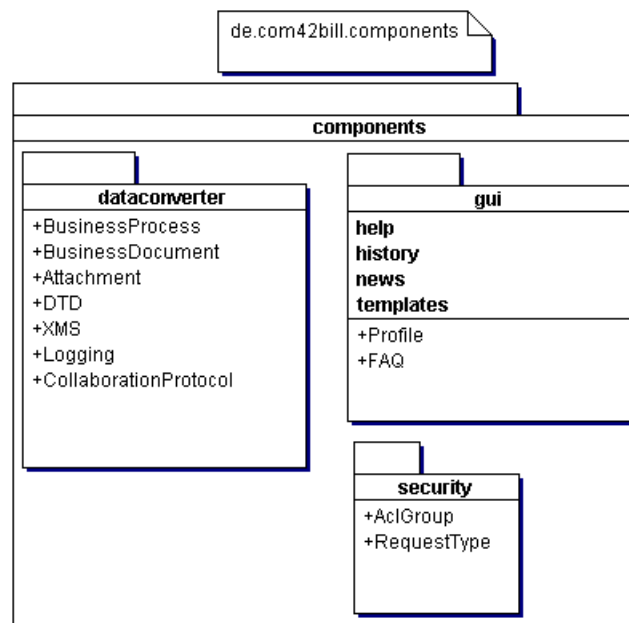 de.com42bill.components
components
dataconverter
+BusinessProcess
+BusinessDocument
+Attachment
+DTD
+XMS
+Logging
+CollaborationProtocol
gui
help
history
news
templates
+Profile
+FAQ
security
+AclGroup
+RequestType